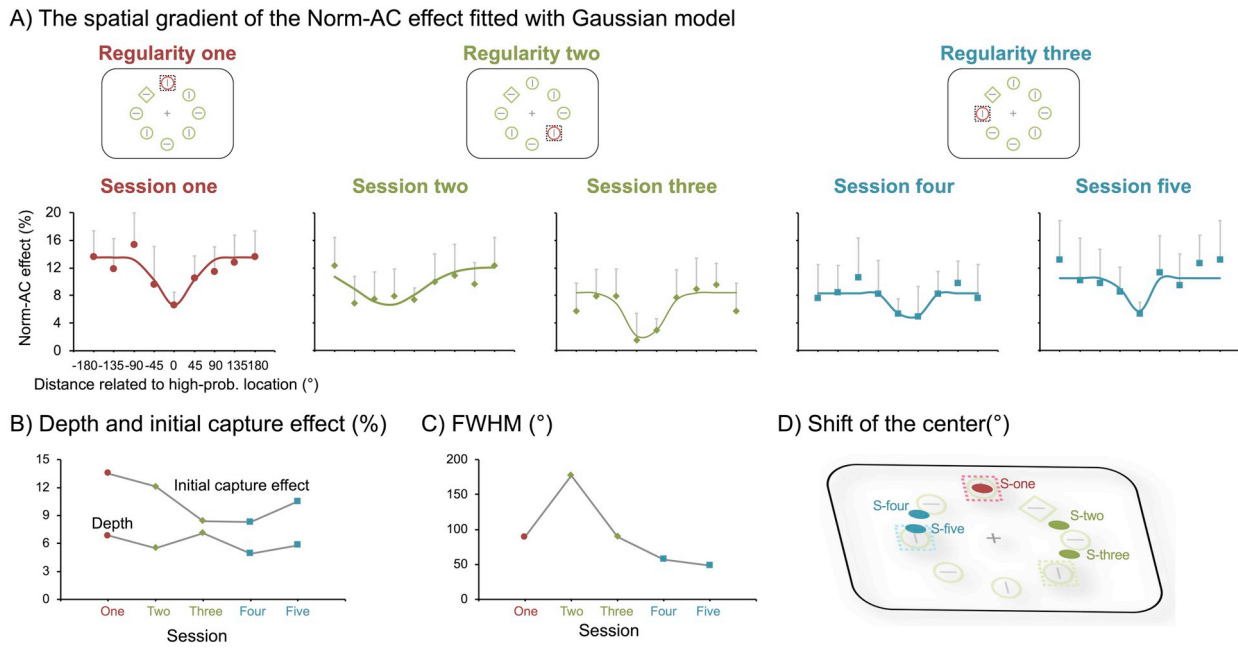 A) The spatial gradient of the Norm-AC effect fitted with Gaussian model
Regularity one
Regularity two
Regularity three
Session one
Session two
Session three
Session four
Session five
Norm-AC effect (%)
20
16
12
8
4
0
-180 -135 -90 -45 0 45 90 135 180
Distance related to high-prob. location (°)
B) Depth and initial capture effect (%)
15
12
9
6
3
0
Initial capture effect
Depth
One Two Three Four Five
Session
C) FWHM (°)
200
150
100
50
0
One Two Three Four Five
Session
D) Shift of the center(°)
S-one
S-four
S-two
S-five
S-three